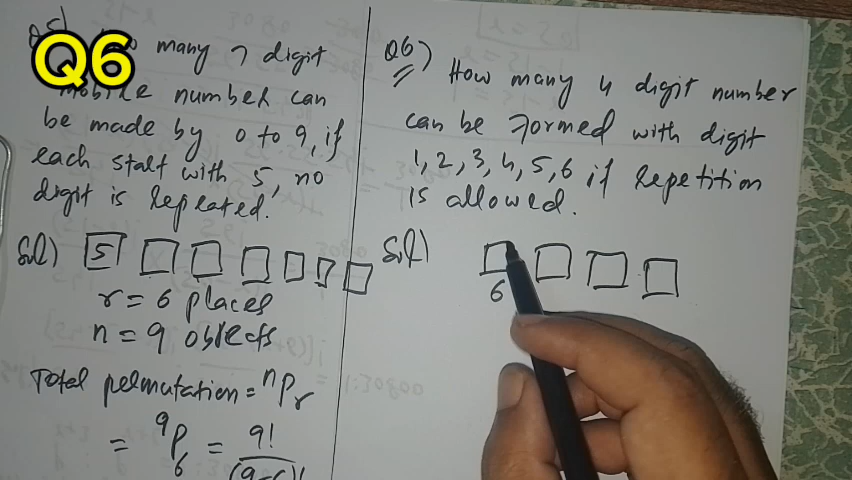 Q6
many 7 digit
mobile number can
be made by 0 to 9, if
each start with 5, no
digit is repeated.
Sol) 5
r = 6 places
n = 9 objects
Total permutation = nPr
= 9P6 = 9!
(9-6)!
Q6) How many 4 digit number
can be formed with digit
1, 2, 3, 4, 5, 6 if repetition
is allowed.
Sol)
6